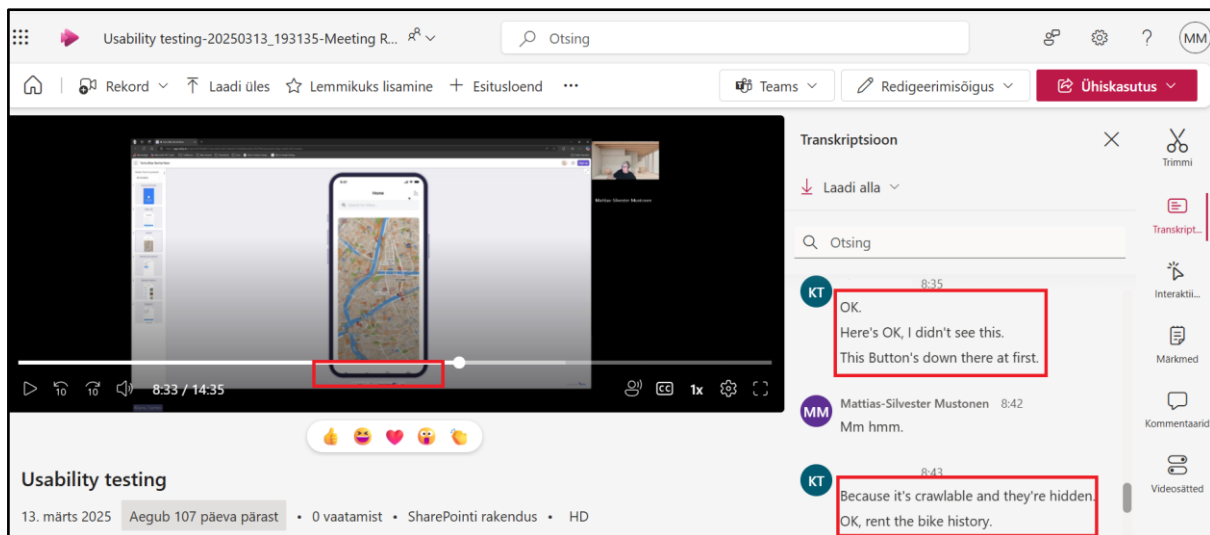 Usability testing-20250313_193135-Meeting R...
Otsing
MM
Rekord
Laadi üles
Lemmikuks lisamine
Esitusloend
...
Teams
Redigeerimisõigus
Ühiskasutus
Home
Mattias-Silvester Mustonen
10
10
8:33 / 14:35
CC
1x
Usability testing
13. märts 2025
Aegub 107 päeva pärast
• 0 vaatamist • SharePointi rakendus • HD
Transkriptsioon
Laadi alla
Otsing
KT
8:35
OK.
Here's OK, I didn't see this.
This Button's down there at first.
MM
Mattias-Silvester Mustonen 8:42
Mm hmm.
KT
8:43
Because it's crawlable and they're hidden.
OK, rent the bike history.
Trimmi
Transkript...
Interaktii...
Märkmed
Kommentaarid
Videosätted